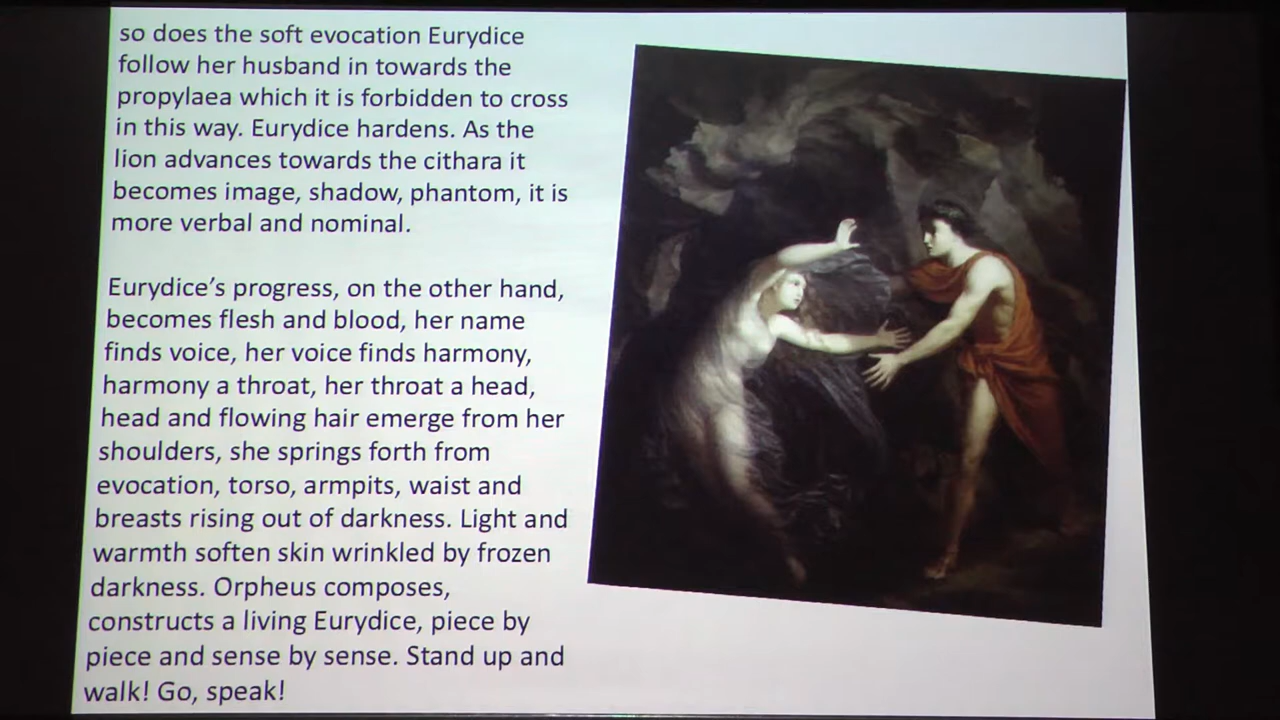 so does the soft evocation Eurydice
follow her husband in towards the
propylaea which it is forbidden to cross
in this way. Eurydice hardens. As the
lion advances towards the cithara it
becomes image, shadow, phantom, it is
more verbal and nominal.
Eurydice’s progress, on the other hand,
becomes flesh and blood, her name
finds voice, her voice finds harmony,
harmony a throat, her throat a head,
head and flowing hair emerge from her
shoulders, she springs forth from
evocation, torso, armpits, waist and
breasts rising out of darkness. Light and
warmth soften skin wrinkled by frozen
darkness. Orpheus composes,
constructs a living Eurydice, piece by
piece and sense by sense. Stand up and
walk! Go, speak!